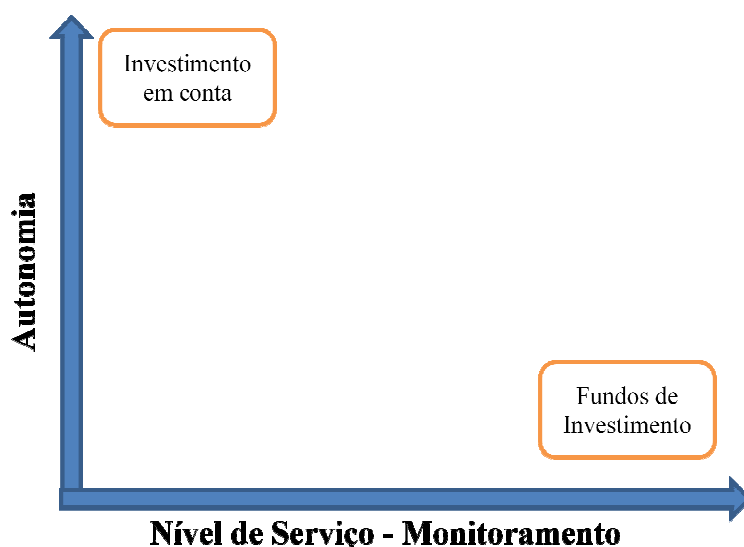 Investimento
em conta
Autonomia
Fundos de
Investimento
Nível de Serviço - Monitoramento